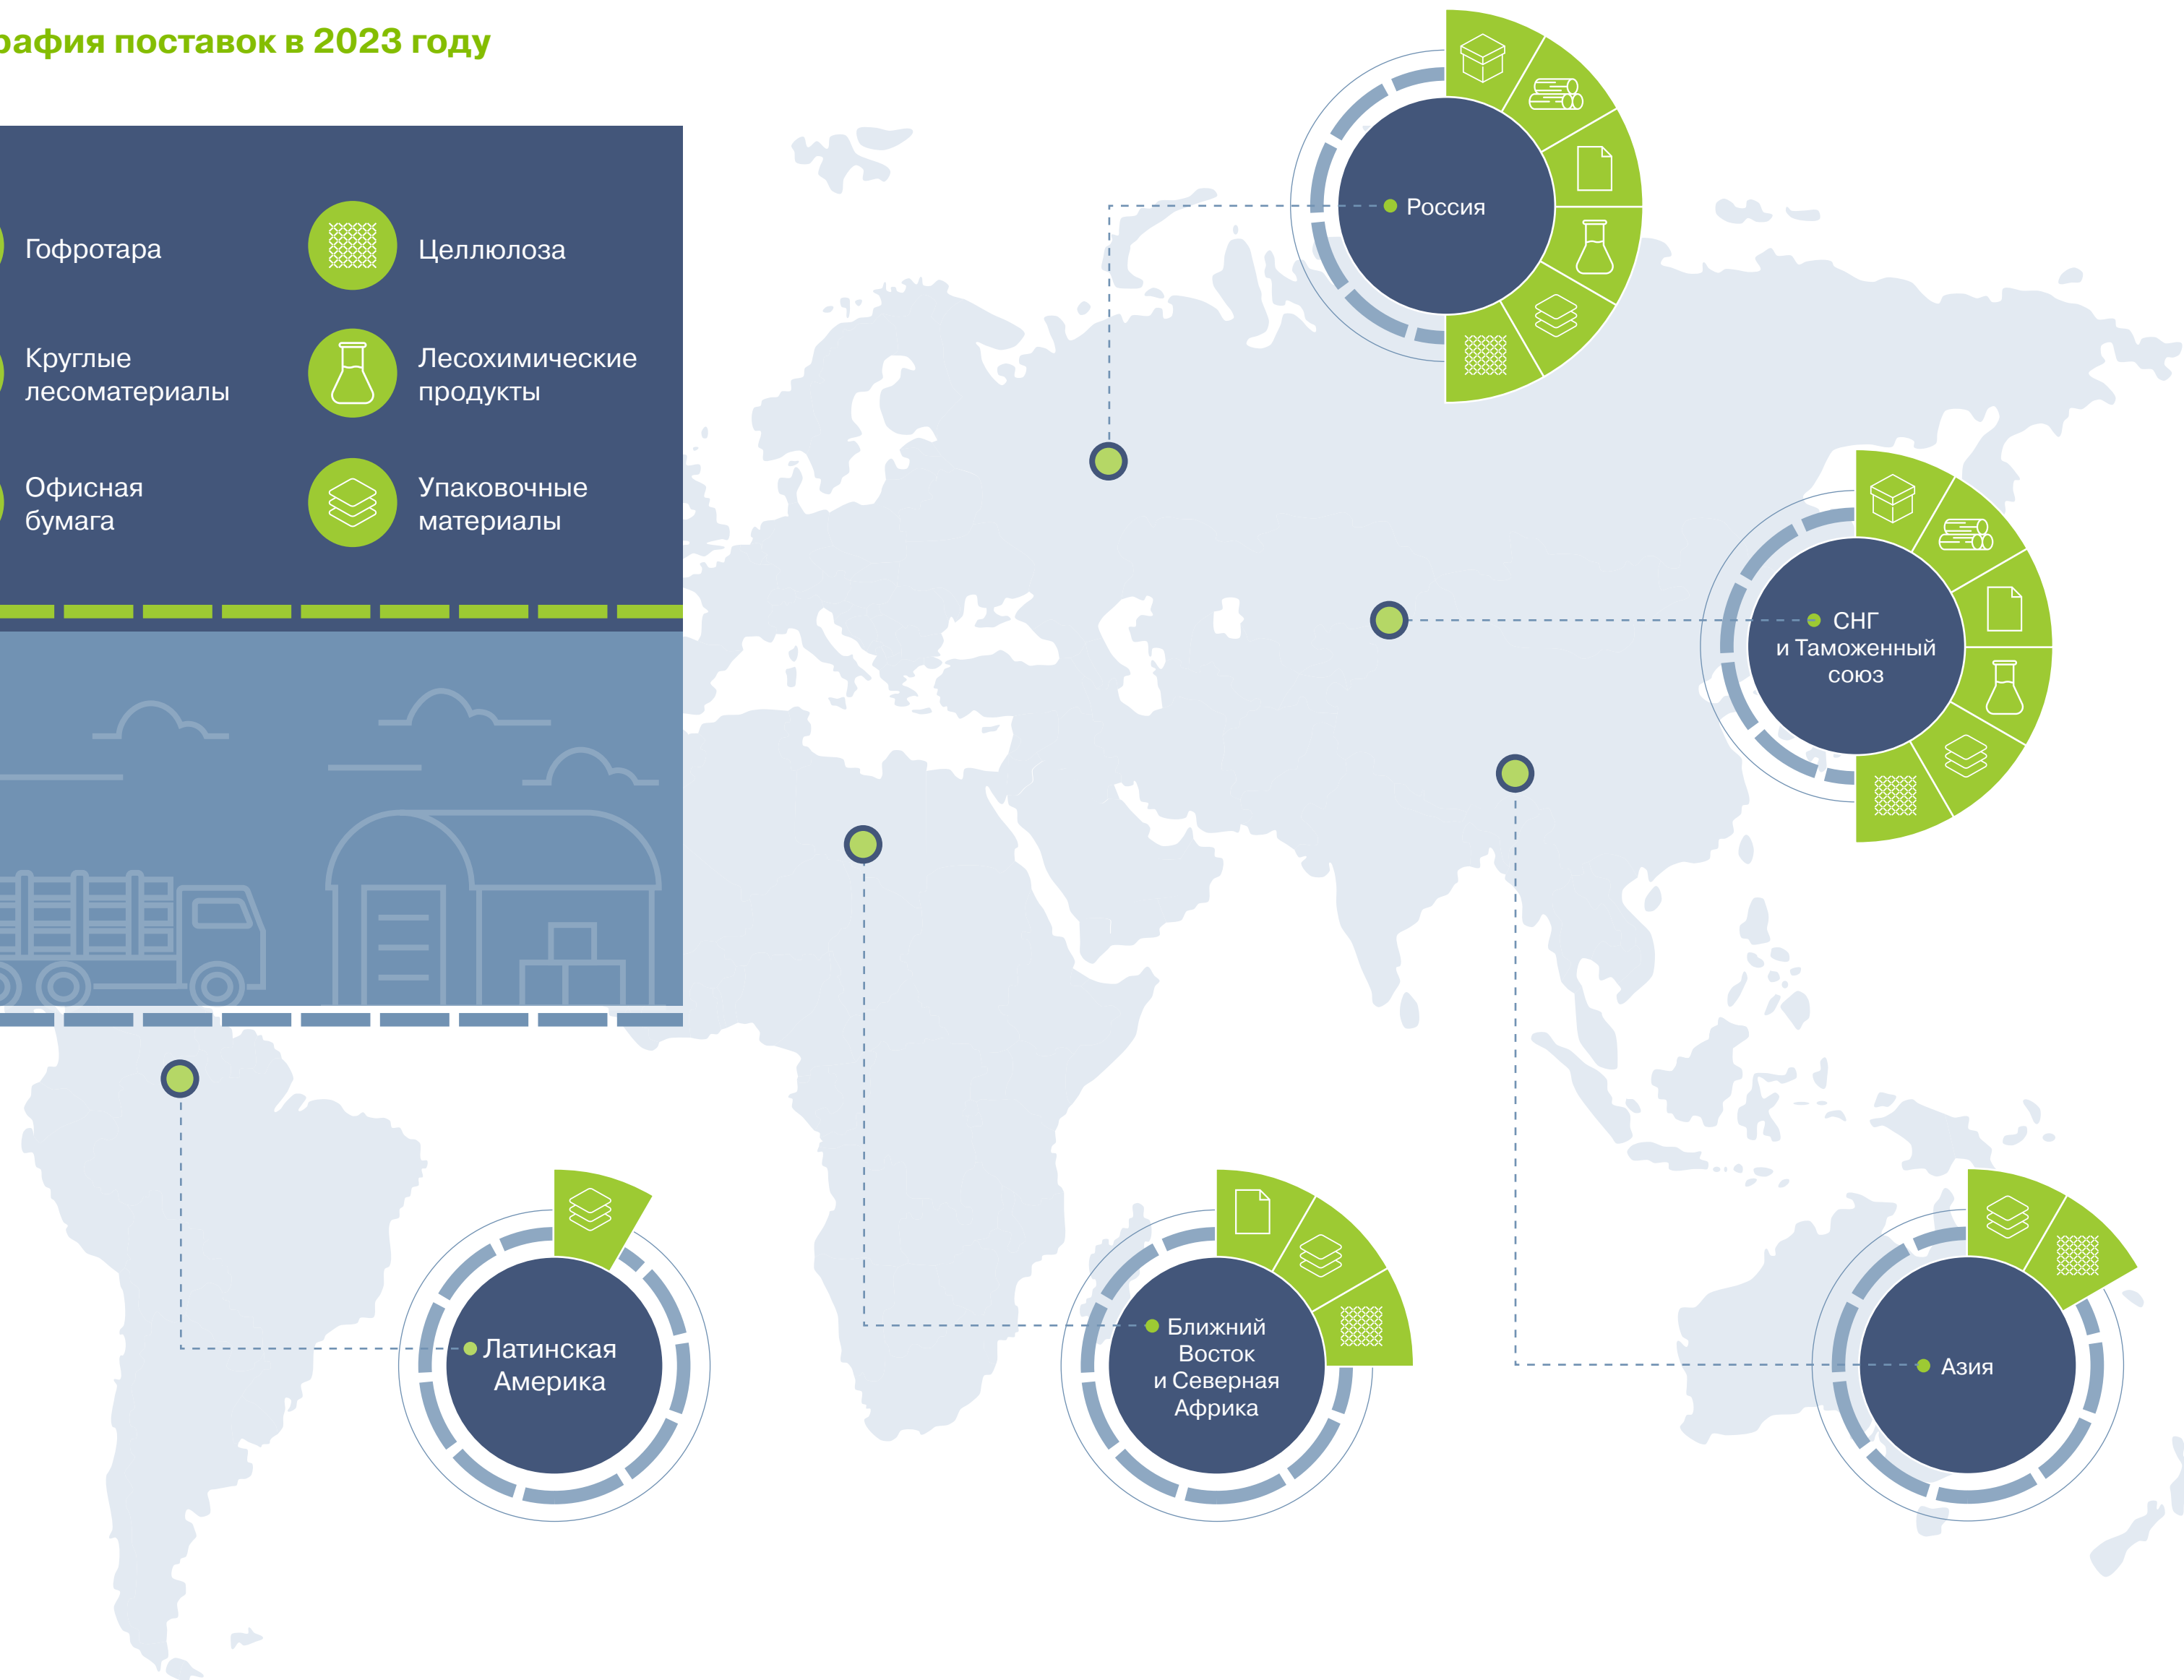 рафия поставок в 2023 году
Гофротара
Целлюлоза
Круглые
лесоматериалы
Лесохимические
продукты
Офисная
бумага
Упаковочные
материалы
Россия
СНГ
и Таможенный
союз
Латинская
Америка
Ближний
Восток
и Северная
Африка
Азия